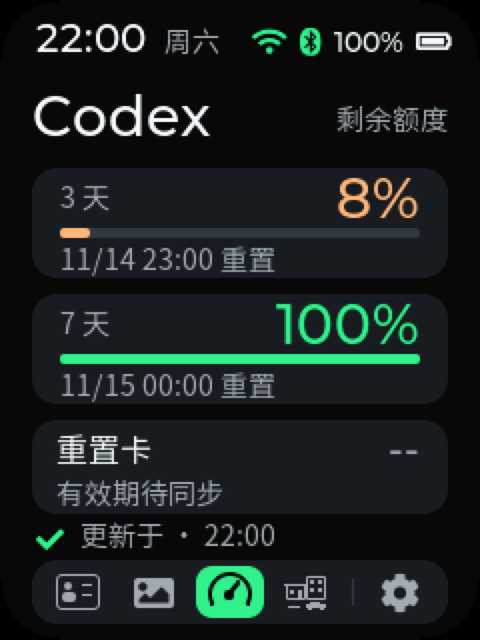 22:00 周六 100%
Codex 剩余额度
3 天 8%
11/14 23:00 重置
7 天 100%
11/15 00:00 重置
重置卡 --
有效期待同步
更新于 · 22:00